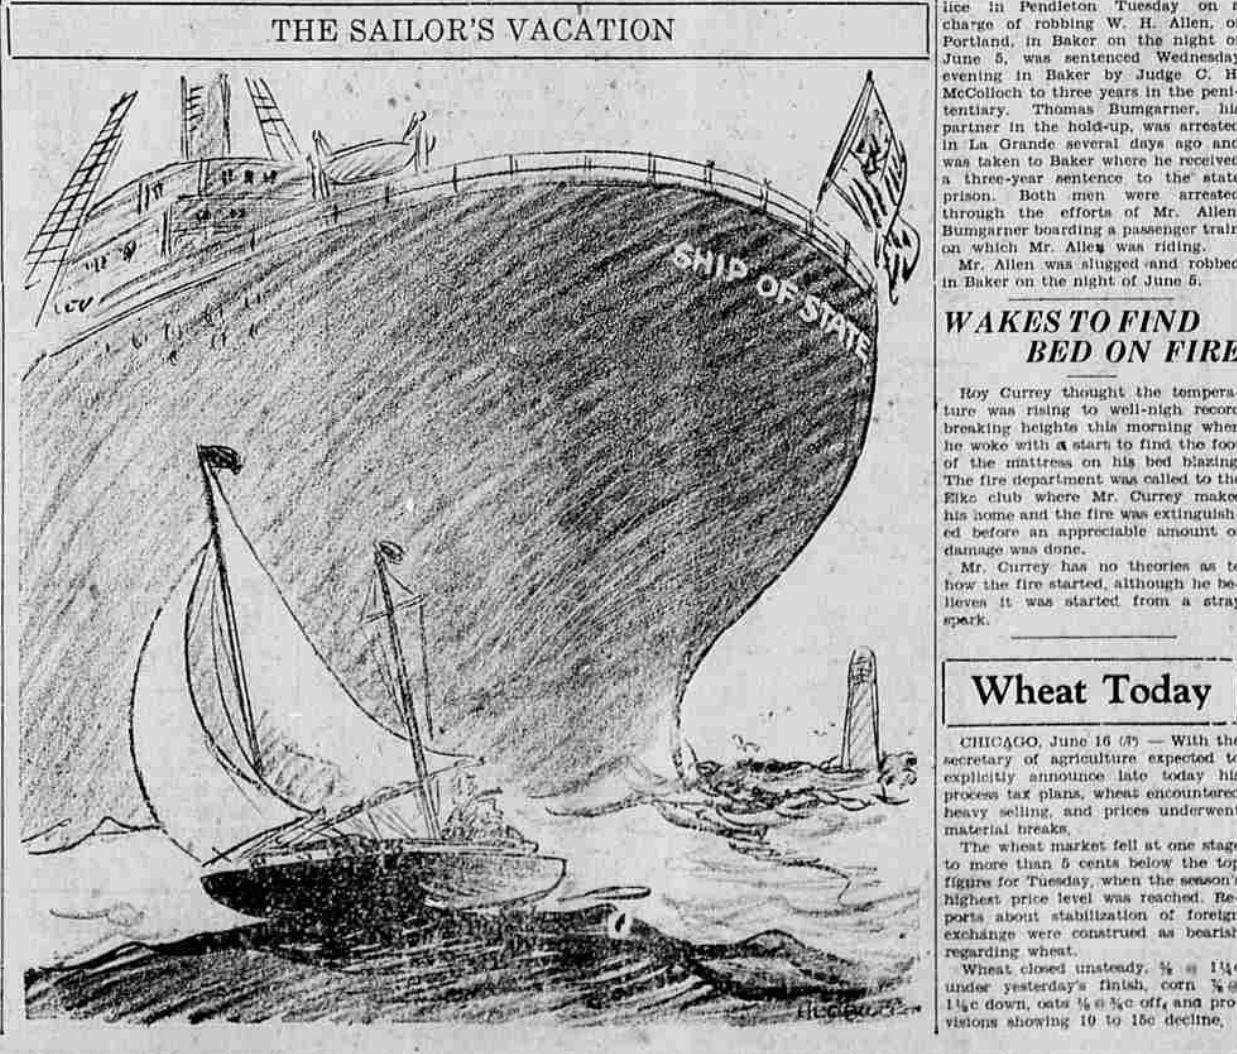 THE SAILOR'S VACATION
SHIP OF STATE
lice in Pendleton Tuesday on
charge of robbing W. H. Allen, of
Portland, in Baker on the night of
June 5, was sentenced Wednesday
evening in Baker by Judge C. H
McColloch to three years in the peni-
tentiary. Thomas Bumgarner, his
partner in the hold-up, was arrested
in La Grande several days ago and
was taken to Baker where he received
a three-year sentence to the state
prison. Both men were arrested
through the efforts of Mr. Allen
Bumgarner boarding a passenger train
on which Mr. Allen was riding.
Mr. Allen was slugged and robbed
in Baker on the night of June 5.
WAKES TO FIND
BED ON FIRE
Roy Currey thought the tempera-
ture was rising to well-nigh record
breaking heights this morning when
he woke with a start to find the foot
of the mattress on his bed blazing
The fire department was called to the
Elks club where Mr. Currey makes
his home and the fire was extinguish-
ed before an appreciable amount of
damage was done.
Mr. Currey has no theories as to
how the fire started, although he be-
lieves it was started from a stray
spark.
Wheat Today
CHICAGO, June 16 (AP) — With the
secretary of agriculture expected to
explicitly announce late today his
process tax plans, wheat encountered
heavy selling, and prices underwent
material breaks.
The wheat market fell at one stage
to more than 5 cents below the top
figure for Tuesday, when the season's
highest price level was reached. Re-
ports about stabilization of foreign
exchange were construed as bearish
regarding wheat.
Wheat closed unsteady,
under yesterday's finish, corn
down, oats off, and pro-
visions showing 10 to 15c decline,